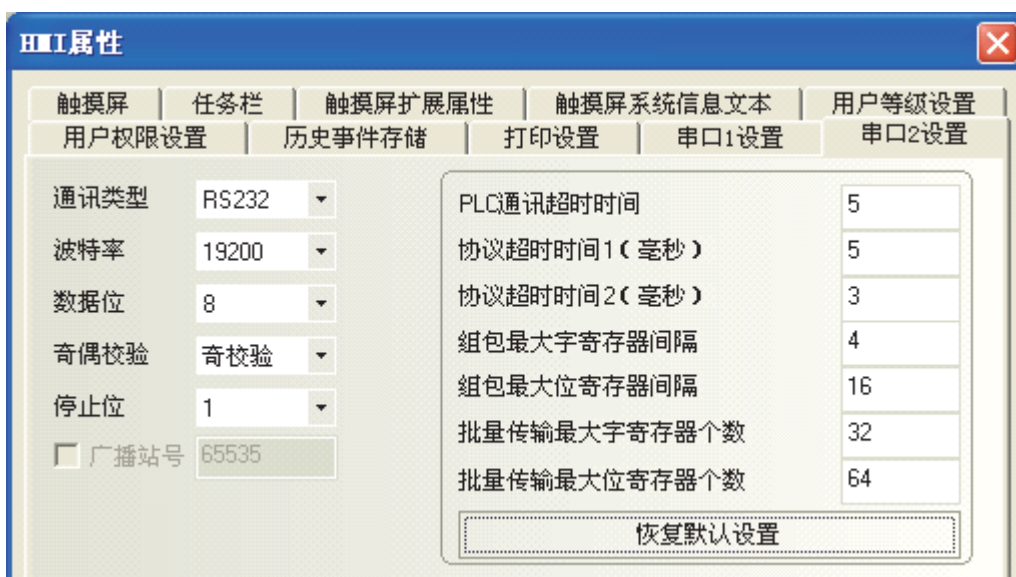 HMI属性
触摸屏 任务栏 触摸屏扩展属性 触摸屏系统信息文本 用户等级设置
用户权限设置 历史事件存储 打印设置 串口1设置 串口2设置
通讯类型 RS232
波特率 19200
数据位 8
奇偶校验 奇校验
停止位 1
广播站号 65535
PLC通讯超时时间 5
协议超时时间1(毫秒) 5
协议超时时间2(毫秒) 3
组包最大字寄存器间隔 4
组包最大位寄存器间隔 16
批量传输最大字寄存器个数 32
批量传输最大位寄存器个数 64
恢复默认设置